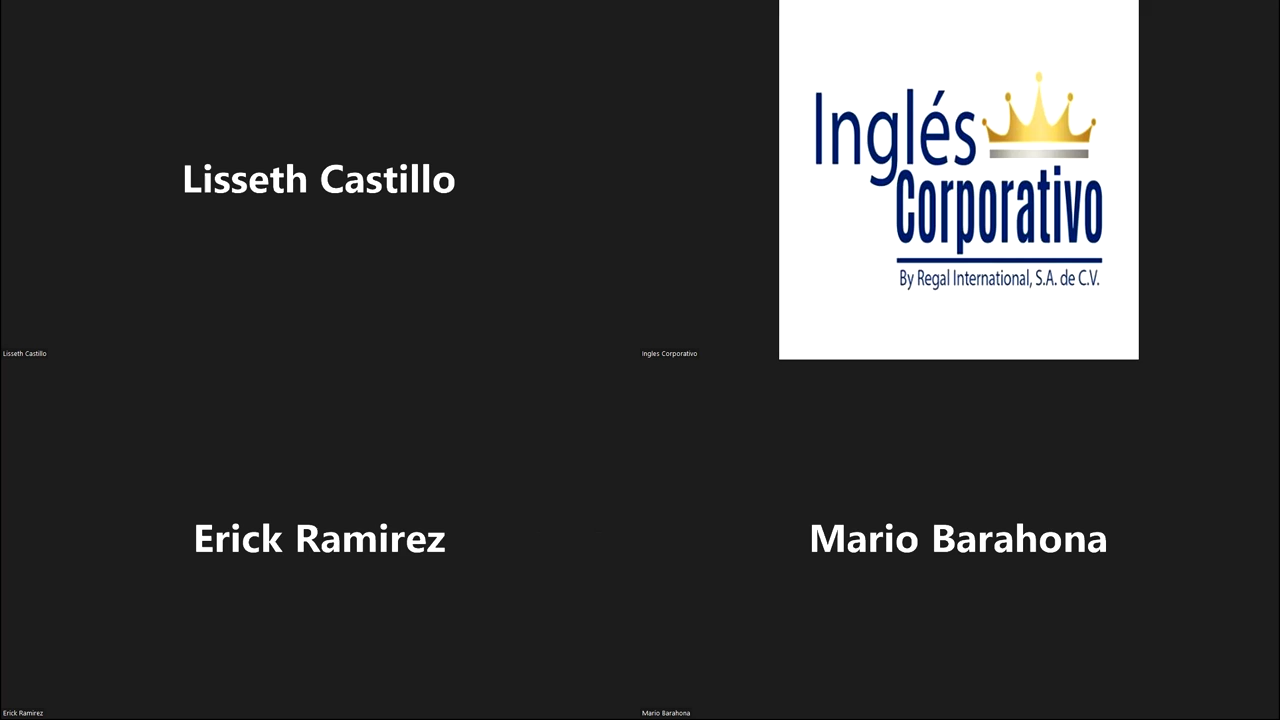 Lisseth Castillo
Lisseth Castillo
Inglés
Corporativo
By Regal International, S.A. de C.V.
Inglés Corporativo
Erick Ramirez
Erick Ramirez
Mario Barahona
Mario Barahona